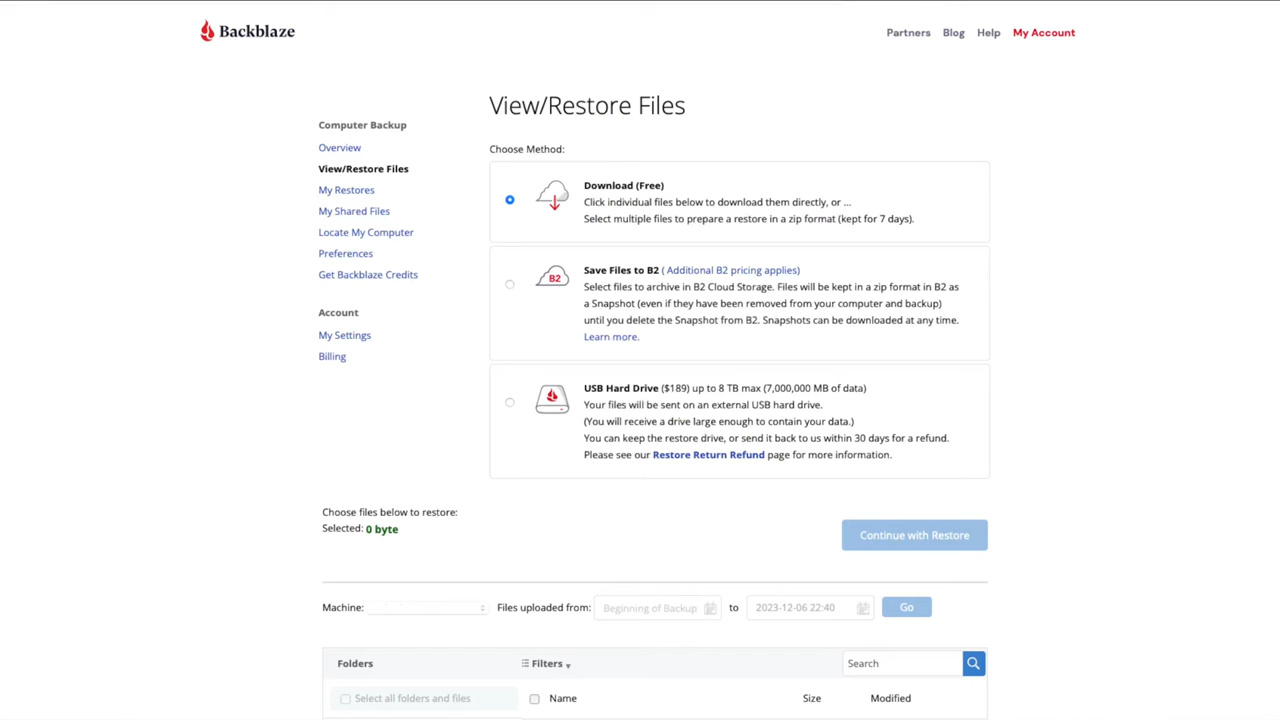 Backblaze
Partners Blog Help My Account
View/Restore Files
Computer Backup
Overview
View/Restore Files
My Restores
My Shared Files
Locate My Computer
Preferences
Get Backblaze Credits
Account
My Settings
Billing
Choose Method:
Download (Free)
Click individual files below to download them directly, or ...
Select multiple files to prepare a restore in a zip format (kept for 7 days).
B2
Save Files to B2 ( Additional B2 pricing applies)
Select files to archive in B2 Cloud Storage. Files will be kept in a zip format in B2 as
a Snapshot (even if they have been removed from your computer and backup)
until you delete the Snapshot from B2. Snapshots can be downloaded at any time.
Learn more.
USB Hard Drive ($189) up to 8 TB max (7,000,000 MB of data)
Your files will be sent on an external USB hard drive.
(You will receive a drive large enough to contain your data.)
You can keep the restore drive, or send it back to us within 30 days for a refund.
Please see our Restore Return Refund page for more information.
Choose files below to restore:
Selected: 0 byte
Continue with Restore
Machine: Files uploaded from: Beginning of Backup to 2023-12-06 22:40 Go
Folders Filters Search
Select all folders and files Name Size Modified